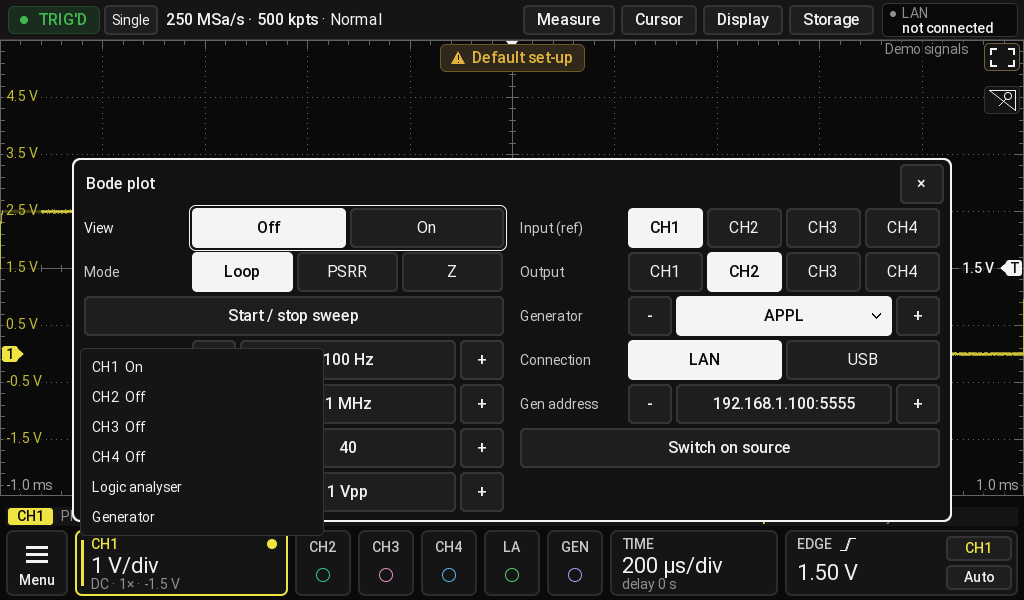 TRIG'D Single 250 MSa/s · 500 kpts · Normal Measure Cursor Display Storage LAN
not connected
Demo signals
Default set-up
4.5 V
3.5 V
Bode plot ×
2.5 V
View Off On Input (ref) CH1 CH2 CH3 CH4
1.5 V Mode Loop PSRR Z Output CH1 CH2 CH3 CH4 1.5 V T
0.5 V Start / stop sweep Generator - APPL +
1 100 Hz + Connection LAN USB
CH1 On
-0.5 V
CH2 Off 1 MHz + Gen address - 192.168.1.100:5555 +
CH3 Off
-1.5 V 40 + Switch on source
CH4 Off
-1.0 ms Logic analyser 1 Vpp + 1.0 ms
CH1 Generator
CH1 CH2 CH3 CH4 LA GEN TIME EDGE CH1
1 V/div 200 µs/div 1.50 V
Menu DC · 1× · -1.5 V delay 0 s Auto